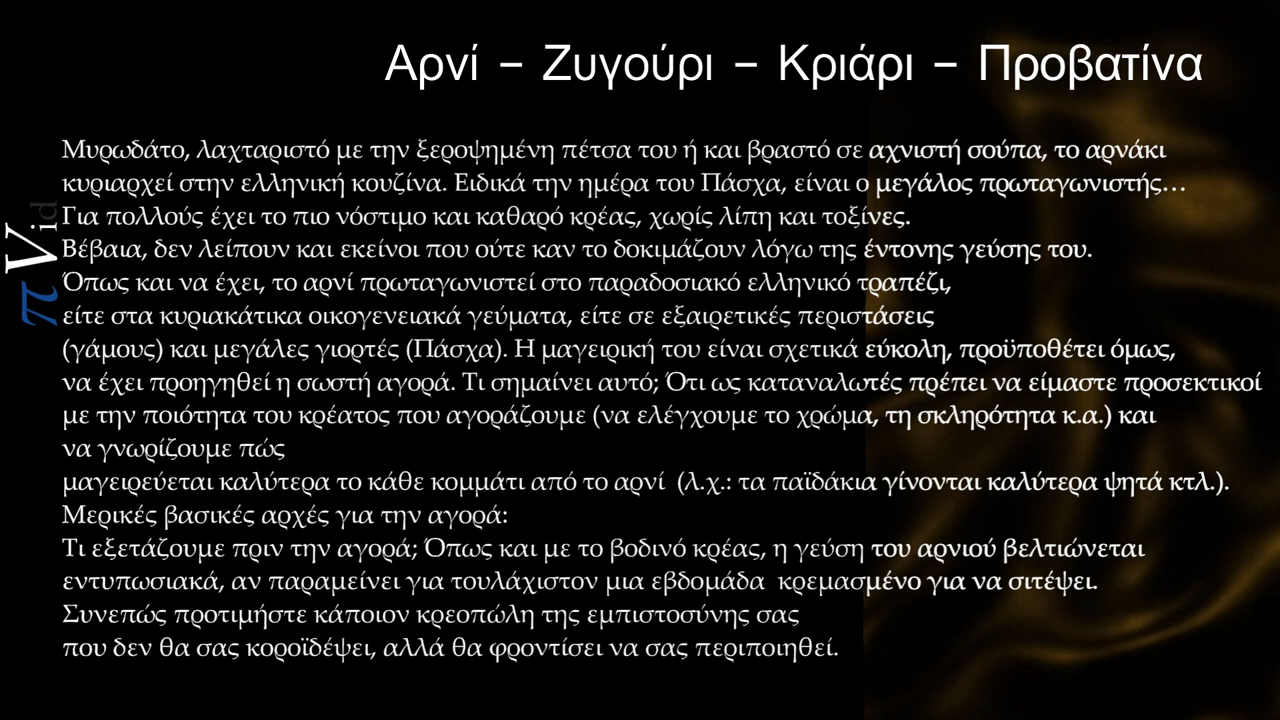 Αρνί – Ζυγούρι – Κριάρι – Προβατίνα
Μυρωδάτο, λαχταριστό με την ξεροψημένη πέτσα του ή και βραστό σε αχνιστή σούπα, το αρνάκι
κυριαρχεί στην ελληνική κουζίνα. Ειδικά την ημέρα του Πάσχα, είναι ο μεγάλος πρωταγωνιστής…
Για πολλούς έχει το πιο νόστιμο και καθαρό κρέας, χωρίς λίπη και τοξίνες.
Βέβαια, δεν λείπουν και εκείνοι που ούτε καν το δοκιμάζουν λόγω της έντονης γεύσης του.
Όπως και να έχει, το αρνί πρωταγωνιστεί στο παραδοσιακό ελληνικό τραπέζι,
είτε στα κυριακάτικα οικογενειακά γεύματα, είτε σε εξαιρετικές περιστάσεις
(γάμους) και μεγάλες γιορτές (Πάσχα). Η μαγειρική του είναι σχετικά εύκολη, προϋποθέτει όμως,
να έχει προηγηθεί η σωστή αγορά. Τι σημαίνει αυτό; Ότι ως καταναλωτές πρέπει να είμαστε προσεκτικοί
με την ποιότητα του κρέατος που αγοράζουμε (να ελέγχουμε το χρώμα, τη σκληρότητα κ.α.) και
να γνωρίζουμε πώς
μαγειρεύεται καλύτερα το κάθε κομμάτι από το αρνί (λ.χ.: τα παϊδάκια γίνονται καλύτερα ψητά κτλ.).
Μερικές βασικές αρχές για την αγορά:
Τι εξετάζουμε πριν την αγορά; Όπως και με το βοδινό κρέας, η γεύση του αρνιού βελτιώνεται
εντυπωσιακά, αν παραμείνει για τουλάχιστον μια εβδομάδα κρεμασμένο για να σιτέψει.
Συνεπώς προτιμήστε κάποιον κρεοπώλη της εμπιστοσύνης σας
που δεν θα σας κοροϊδέψει, αλλά θα φροντίσει να σας περιποιηθεί.
π Vid